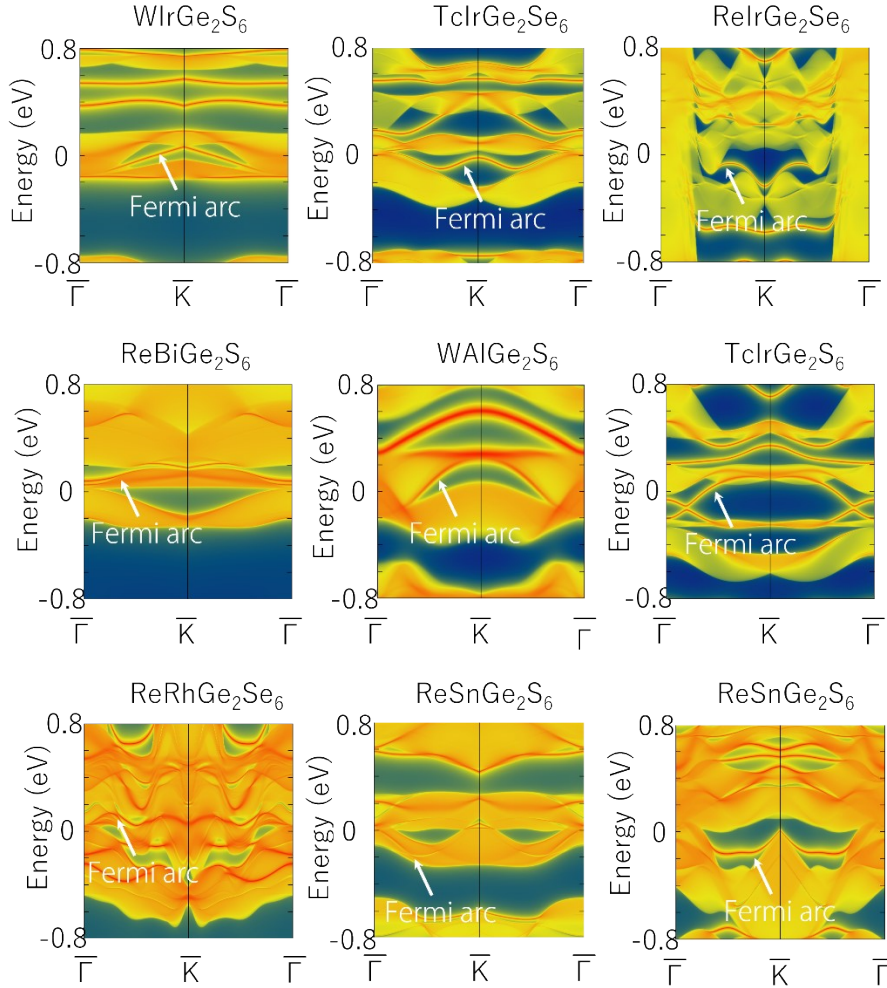 WIrGe₂S₆ TcIrGe₂Se₆ ReIrGe₂Se₆
0.8 0.8 0.8
Energy (eV) Energy (eV) Energy (eV)
0 0 0
Fermi arc Fermi arc Fermi arc
-0.8 -0.8 -0.8
Γ̅ K̅ Γ̅ Γ̅ K̅ Γ̅ Γ̅ K̅ Γ̅
ReBiGe₂S₆ WAlGe₂S₆ TcIrGe₂S₆
0.8 0.8 0.8
Energy (eV) Energy (eV) Energy (eV)
0 0 0
Fermi arc Fermi arc Fermi arc
-0.8 -0.8 -0.8
Γ̅ K̅ Γ̅ Γ̅ K̅ Γ̅ Γ̅ K̅ Γ̅
ReRhGe₂Se₆ ReSnGe₂S₆ ReSnGe₂S₆
0.8 0.8 0.8
Energy (eV) Energy (eV) Energy (eV)
0 0 0
Fermi arc Fermi arc Fermi arc
-0.8 -0.8 -0.8
Γ̅ K̅ Γ̅ Γ̅ K̅ Γ̅ Γ̅ K̅ Γ̅